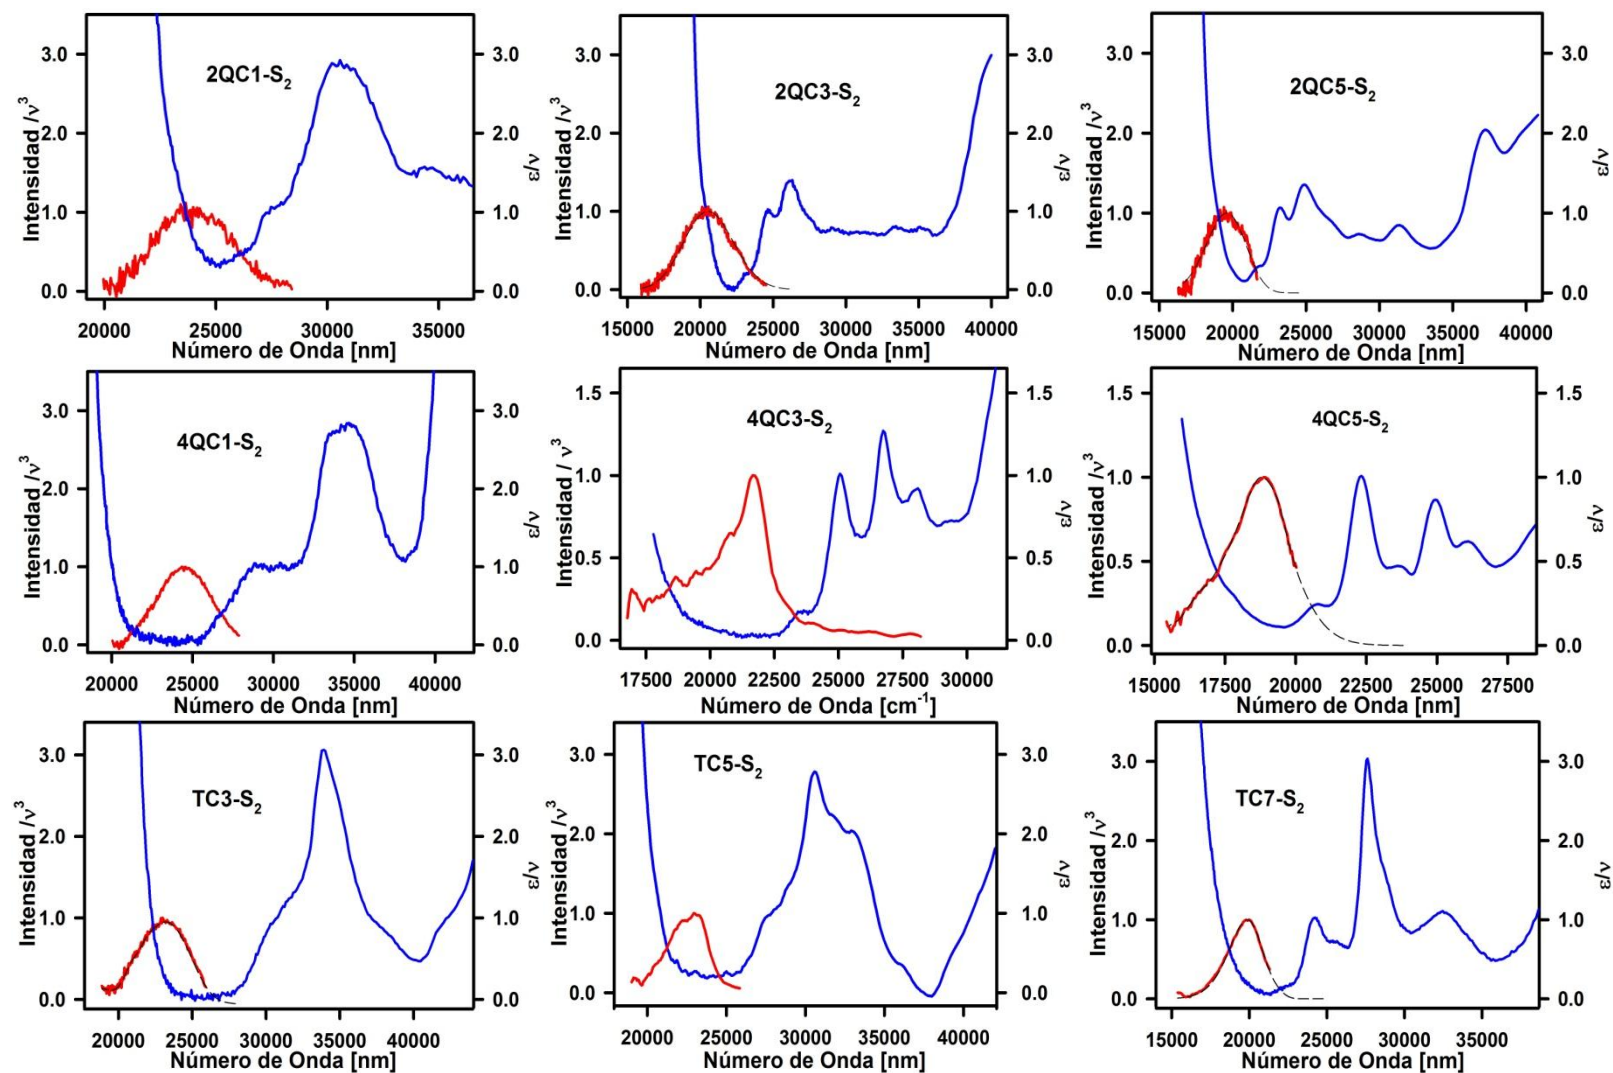 2QC1-S2
Intensidad /ν3
3.0
2.0
1.0
0.0
3.0
2.0
1.0
0.0
ε/ν
20000 25000 30000 35000
Número de Onda [nm]
2QC3-S2
Intensidad /ν3
3.0
2.0
1.0
0.0
3.0
2.0
1.0
0.0
ε/ν
15000 20000 25000 30000 35000 40000
Número de Onda [nm]
2QC5-S2
Intensidad /ν3
3.0
2.0
1.0
0.0
3.0
2.0
1.0
0.0
ε/ν
15000 20000 25000 30000 35000 40000
Número de Onda [nm]
4QC1-S2
Intensidad /ν3
3.0
2.0
1.0
0.0
3.0
2.0
1.0
0.0
ε/ν
20000 25000 30000 35000 40000
Número de Onda [nm]
4QC3-S2
Intensidad / ν3
1.5
1.0
0.5
0.0
1.5
1.0
0.5
0.0
ε/ν
17500 20000 22500 25000 27500 30000
Número de Onda [cm-1]
4QC5-S2
Intensidad /ν3
1.5
1.0
0.5
0.0
1.5
1.0
0.5
0.0
ε/ν
15000 17500 20000 22500 25000 27500
Número de Onda [nm]
TC3-S2
Intensidad /ν3
3.0
2.0
1.0
0.0
3.0
2.0
1.0
0.0
ε/ν
20000 25000 30000 35000 40000
Número de Onda [nm]
TC5-S2
Intensidad /ν3
3.0
2.0
1.0
0.0
3.0
2.0
1.0
0.0
ε/ν
20000 25000 30000 35000 40000
Número de Onda [nm]
TC7-S2
Intensidad /ν3
3.0
2.0
1.0
0.0
3.0
2.0
1.0
0.0
ε/ν
15000 20000 25000 30000 35000
Número de Onda [nm]